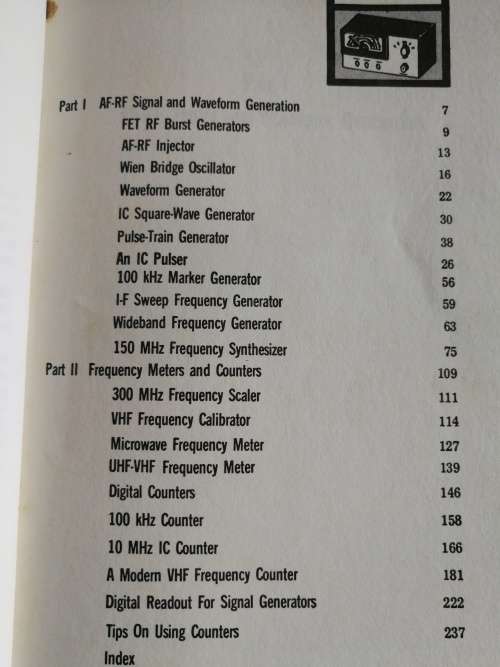 Part I AF-RF Signal and Waveform Generation 7
FET RF Burst Generators 9
AF-RF Injector 13
Wien Bridge Oscillator 16
Waveform Generator 22
IC Square-Wave Generator 30
Pulse-Train Generator 38
An IC Pulser 26
100 kHz Marker Generator 56
I-F Sweep Frequency Generator 59
Wideband Frequency Generator 63
150 MHz Frequency Synthesizer 75
Part II Frequency Meters and Counters 109
300 MHz Frequency Scaler 111
VHF Frequency Calibrator 114
Microwave Frequency Meter 127
UHF-VHF Frequency Meter 139
Digital Counters 146
100 kHz Counter 158
10 MHz IC Counter 166
A Modern VHF Frequency Counter 181
Digital Readout For Signal Generators 222
Tips On Using Counters 237
Index